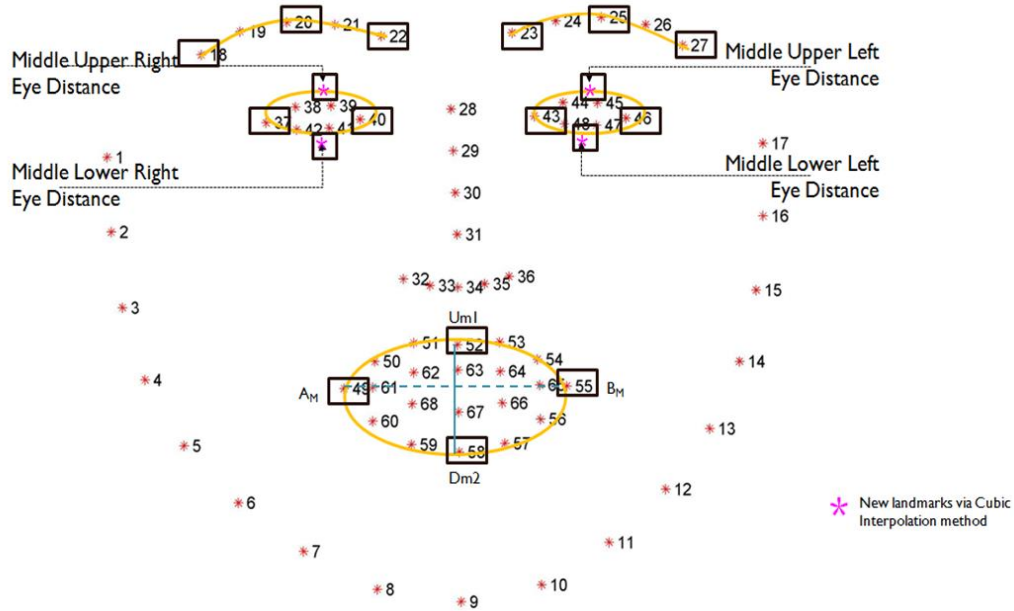 18 19 20 21 22
23 24 25 26 27
Middle Upper Right
Eye Distance
Middle Upper Left
Eye Distance
37 38 39 40
42 41
43 44 45 46
48 47
28
29
30
31
Middle Lower Right
Eye Distance
Middle Lower Left
Eye Distance
1
17
2
16
3
15
32 33 34 35 36
Um1
51 52 53
50 54
62 63 64
4
14
AM 49 61 65 55 BM
68 67 66
60 56
59 58 57
Dm2
5
13
6
12
7
11
8
10
9
New landmarks via Cubic
Interpolation method